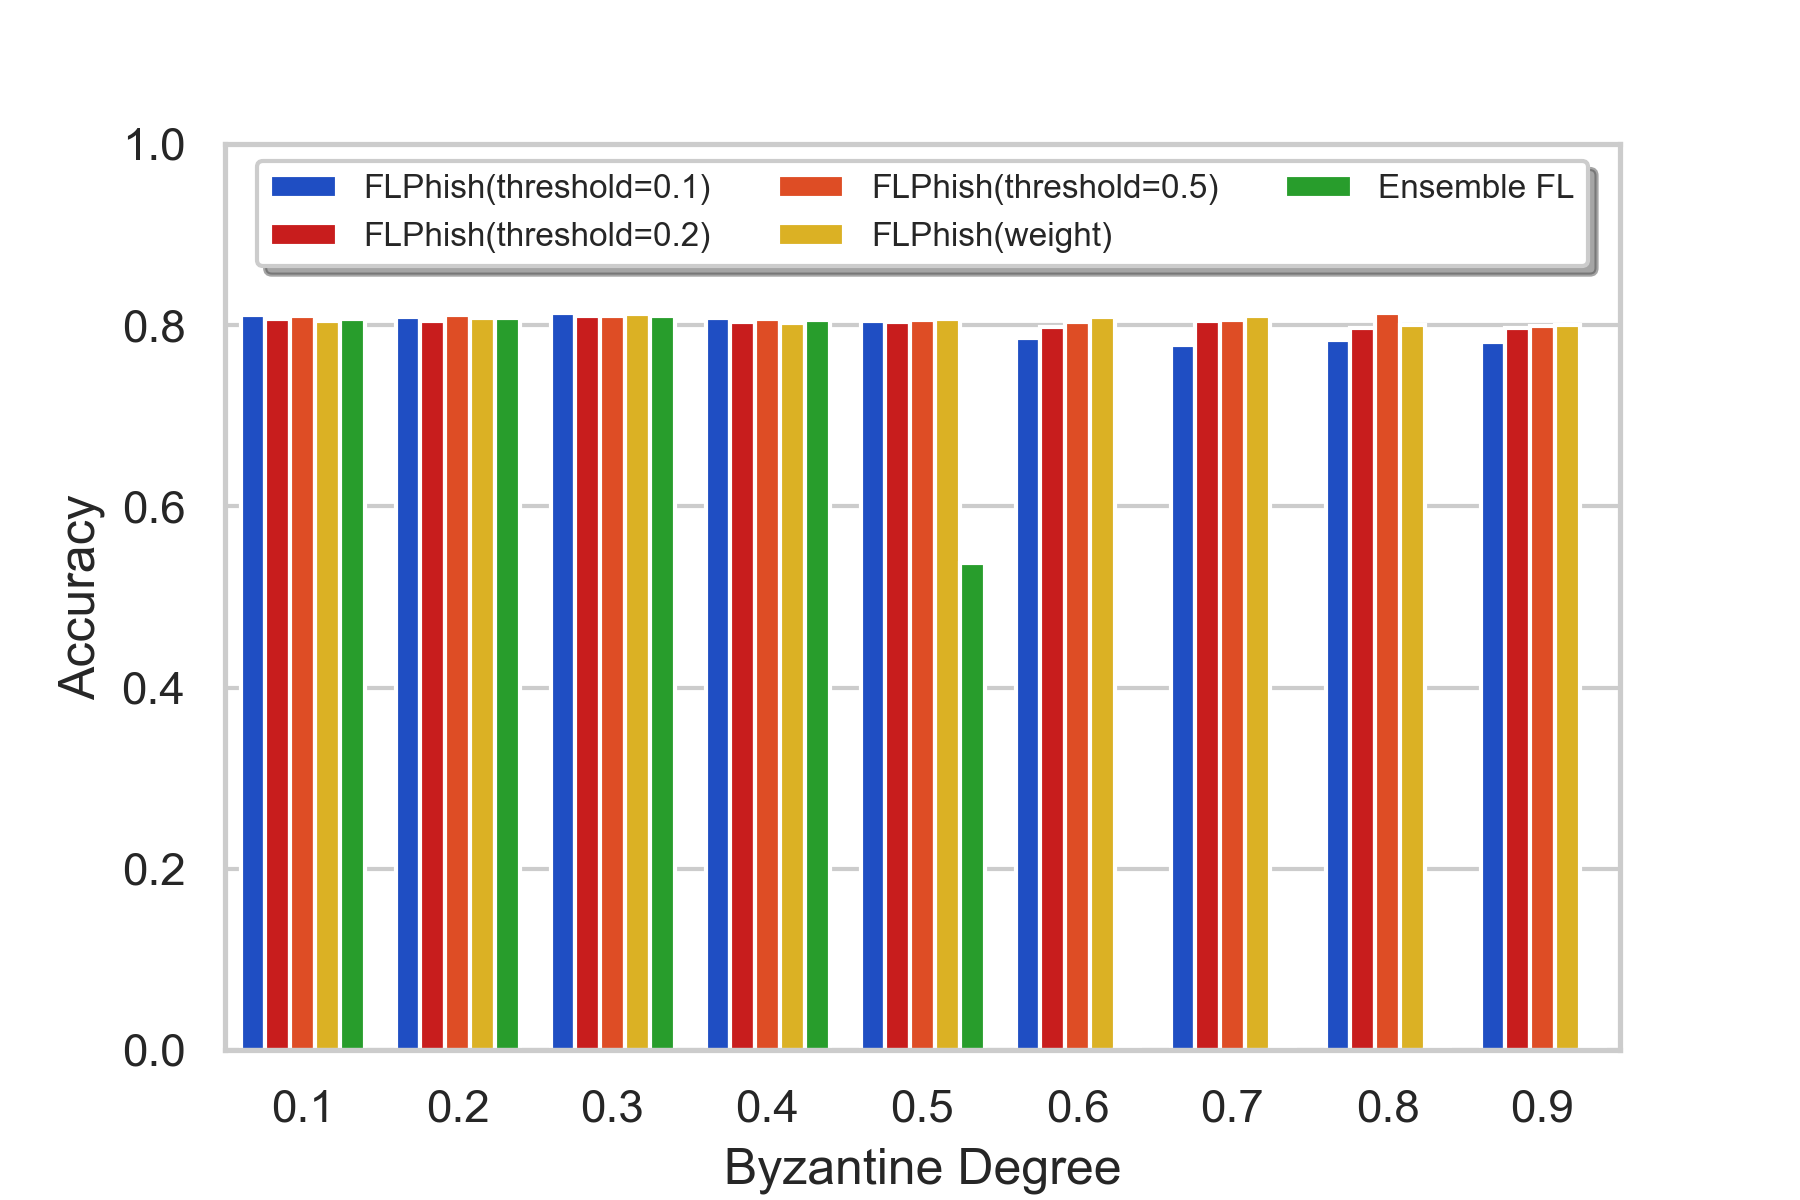 1.0
FLPhish(threshold=0.1) FLPhish(threshold=0.5) Ensemble FL
FLPhish(threshold=0.2) FLPhish(weight)
0.8
0.6
0.4
0.2
0.0
Accuracy
0.1 0.2 0.3 0.4 0.5 0.6 0.7 0.8 0.9
Byzantine Degree